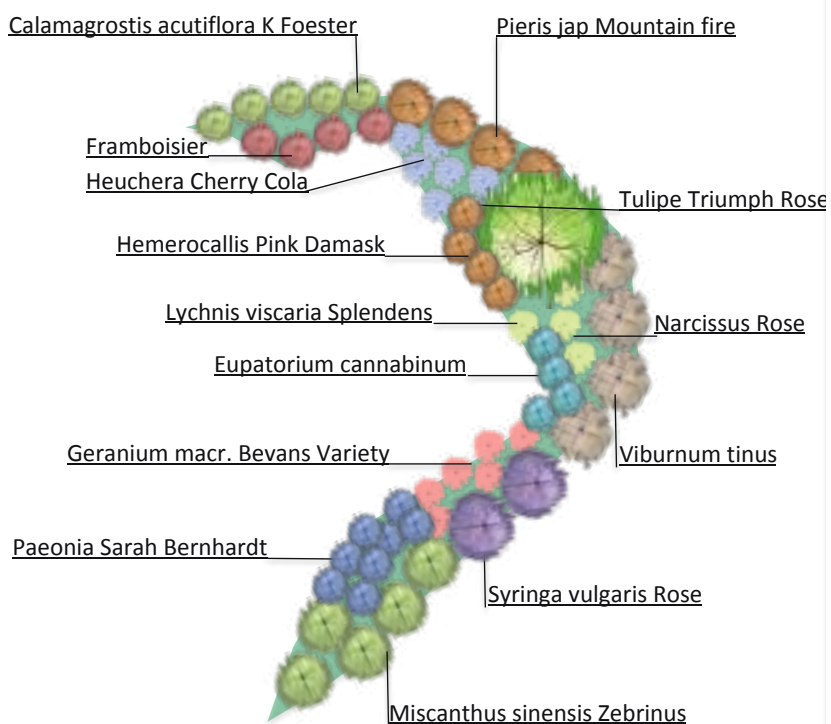 Calamagrostis acutiflora K Foester
Pieris jap Mountain fire
Framboisier
Heuchera Cherry Cola
Tulipe Triumph Rose
Hemerocallis Pink Damask
Lychnis viscaria Splendens
Narcissus Rose
Eupatorium cannabinum
Geranium macr. Bevans Variety
Viburnum tinus
Paeonia Sarah Bernhardt
Syringa vulgaris Rose
Miscanthus sinensis Zebrinus